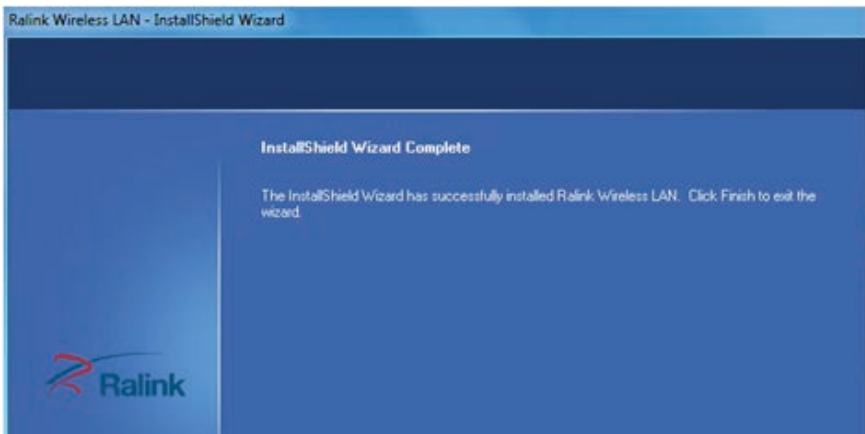 Ralink Wireless LAN - InstallShield Wizard
InstallShield Wizard Complete
The InstallShield Wizard has successfully installed Ralink Wireless LAN. Click Finish to exit the
wizard.
Ralink